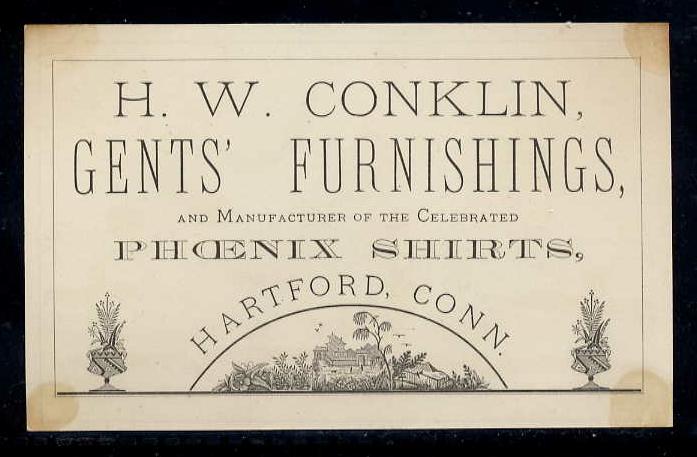 H. W. CONKLIN,
GENTS' FURNISHINGS,
AND MANUFACTURER OF THE CELEBRATED
PHŒNIX SHIRTS,
HARTFORD, CONN.